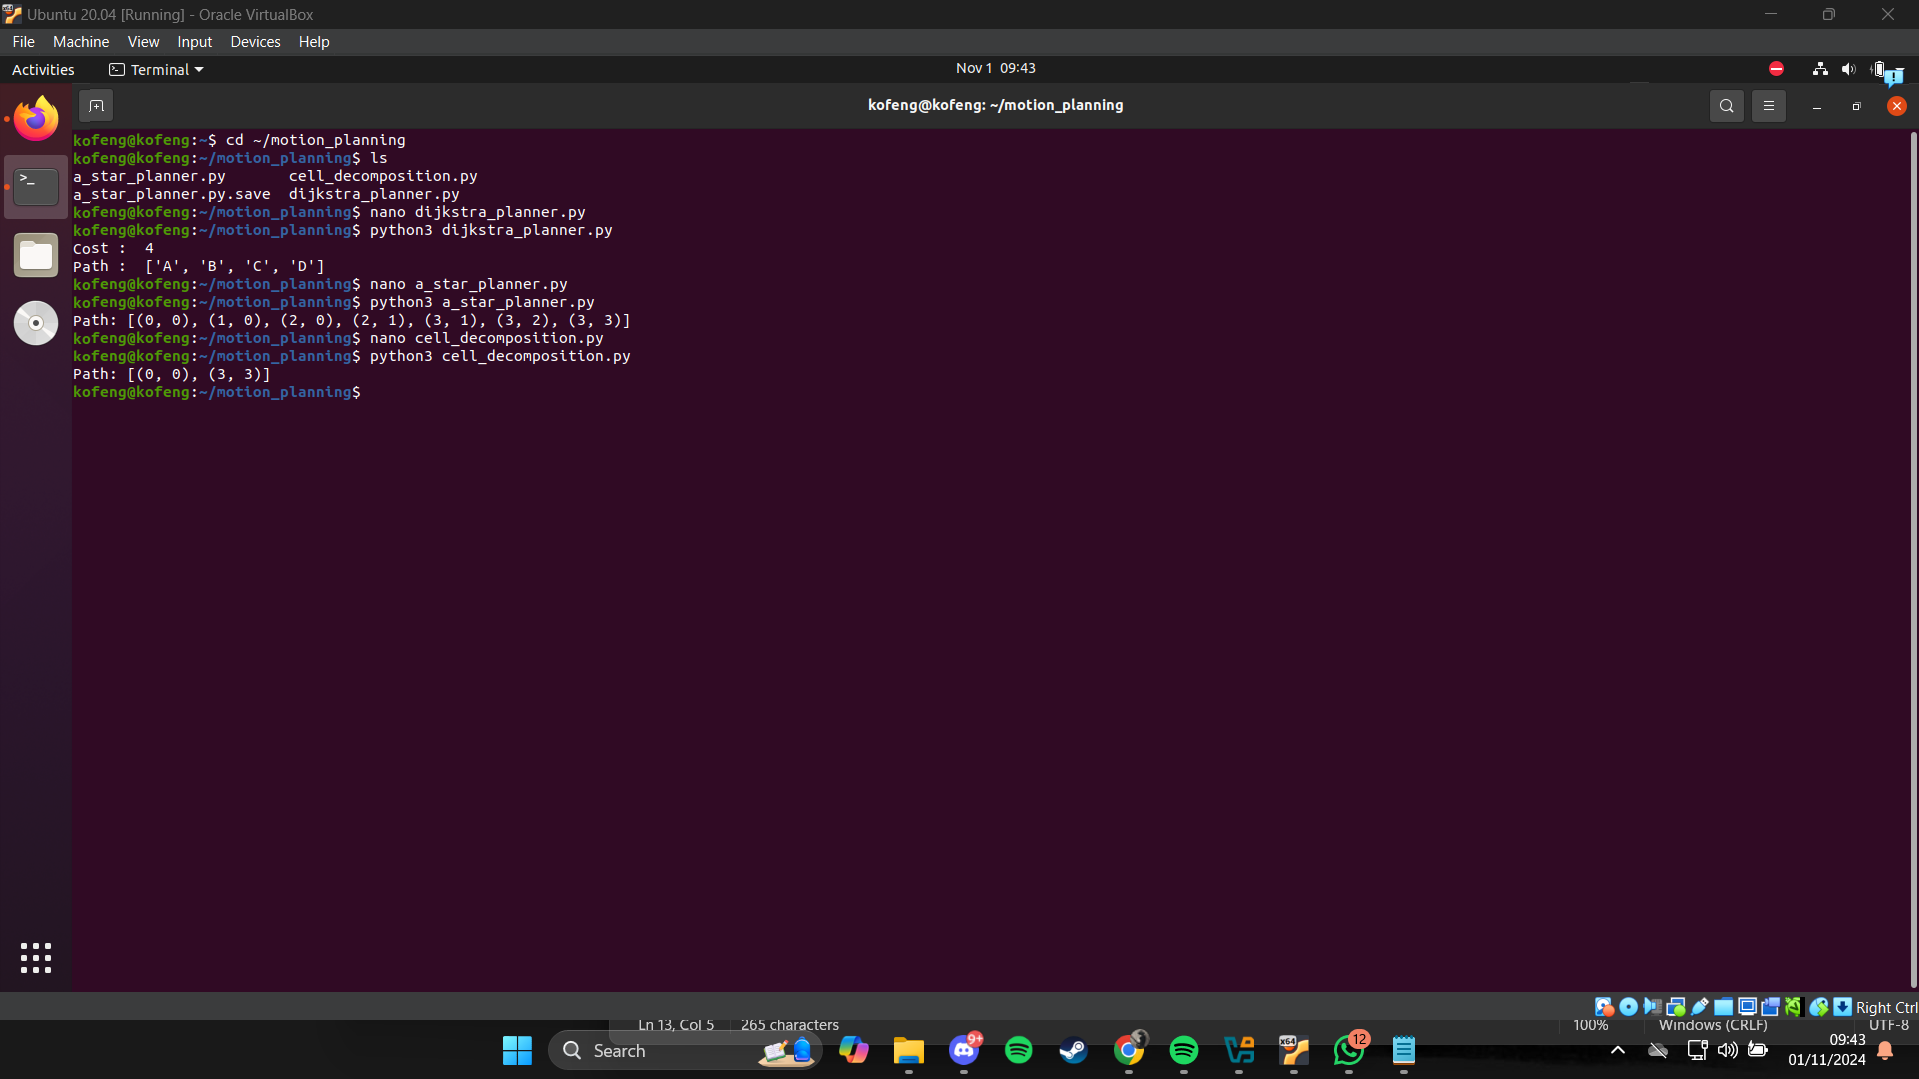 Ubuntu 20.04 [Running] - Oracle VirtualBox
File Machine View Input Devices Help
Activities Terminal Nov 1 09:43
kofeng@kofeng: ~/motion_planning
kofeng@kofeng:~$ cd ~/motion_planning
kofeng@kofeng:~/motion_planning$ ls
a_star_planner.py cell_decomposition.py
a_star_planner.py.save dijkstra_planner.py
kofeng@kofeng:~/motion_planning$ nano dijkstra_planner.py
kofeng@kofeng:~/motion_planning$ python3 dijkstra_planner.py
Cost : 4
Path : ['A', 'B', 'C', 'D']
kofeng@kofeng:~/motion_planning$ nano a_star_planner.py
kofeng@kofeng:~/motion_planning$ python3 a_star_planner.py
Path: [(0, 0), (1, 0), (2, 0), (2, 1), (3, 1), (3, 2), (3, 3)]
kofeng@kofeng:~/motion_planning$ nano cell_decomposition.py
kofeng@kofeng:~/motion_planning$ python3 cell_decomposition.py
Path: [(0, 0), (3, 3)]
kofeng@kofeng:~/motion_planning$
Right Ctrl
Ln 13, Col 5 265 characters 100% Windows (CRLF) UTF-8
Search 9+ x64 12 09:43
01/11/2024